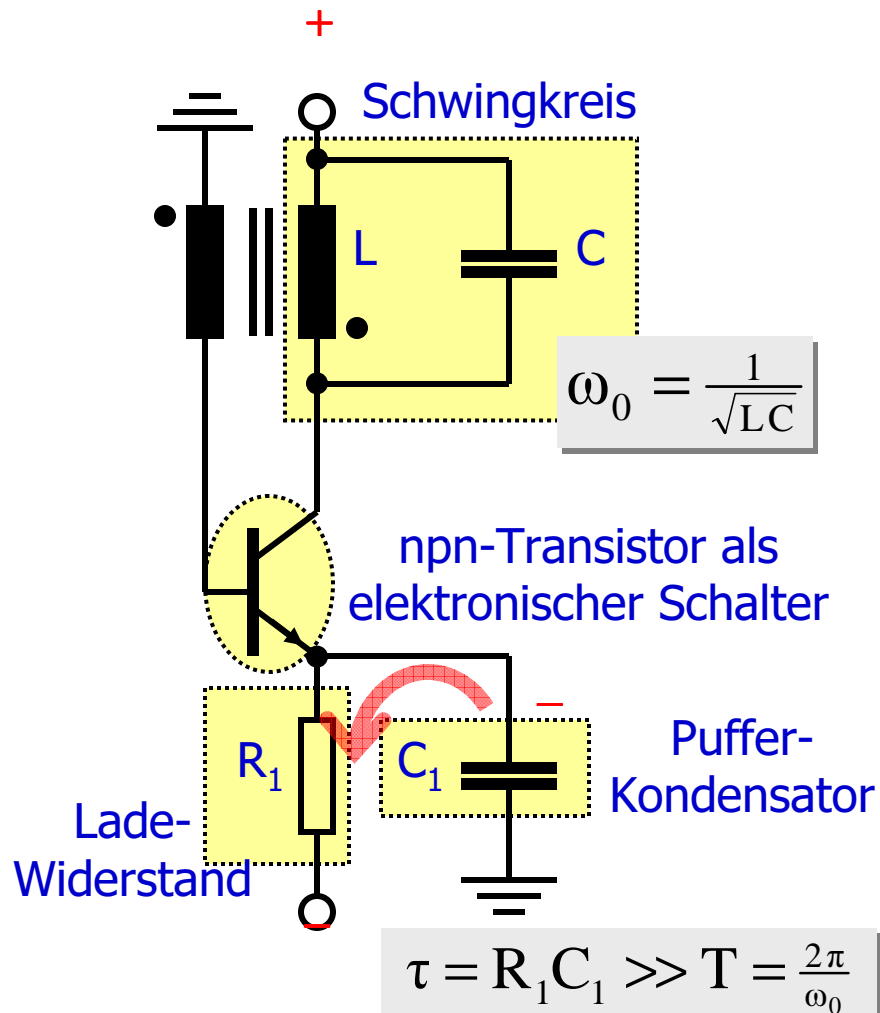 +
Schwingkreis
L
C
ω₀ = 1/√LC
npn-Transistor als
elektronischer Schalter
R₁
C₁
−
Puffer-
Kondensator
Lade-
Widerstand
−
τ = R₁C₁ >> T = 2π/ω₀